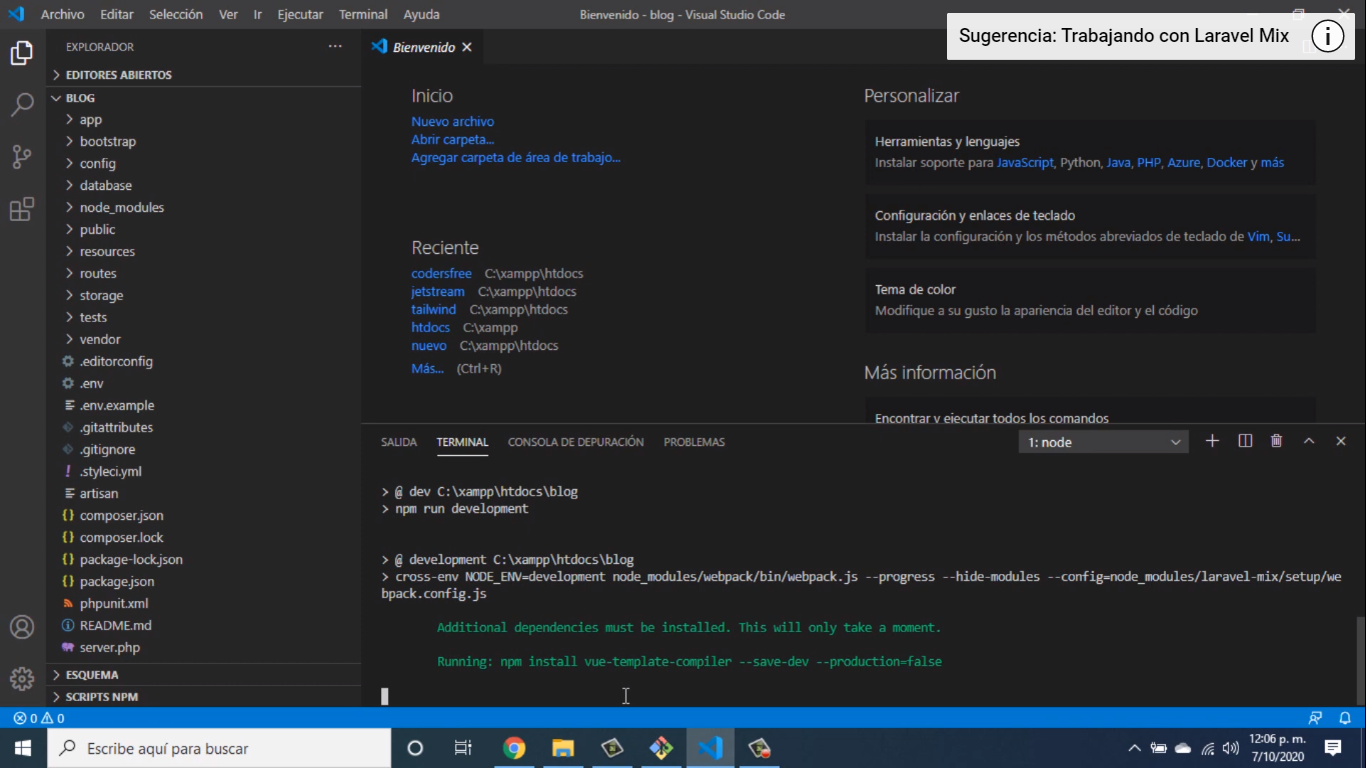 Archivo Editar Selección Ver Ir Ejecutar Terminal Ayuda Bienvenido - blog - Visual Studio Code
Sugerencia: Trabajando con Laravel Mix
EXPLORADOR
Bienvenido
EDITORES ABIERTOS
BLOG
app
bootstrap
config
database
node_modules
public
resources
routes
storage
tests
vendor
.editorconfig
.env
.env.example
.gitattributes
.gitignore
.styleci.yml
artisan
composer.json
composer.lock
package-lock.json
package.json
phpunit.xml
README.md
server.php
ESQUEMA
SCRIPTS NPM
Inicio
Nuevo archivo
Abrir carpeta...
Agregar carpeta de área de trabajo...
Reciente
codersfree C:\xampp\htdocs
jetstream C:\xampp\htdocs
tailwind C:\xampp\htdocs
htdocs C:\xampp
nuevo C:\xampp\htdocs
Más... (Ctrl+R)
Personalizar
Herramientas y lenguajes
Instalar soporte para JavaScript, Python, Java, PHP, Azure, Docker y más
Configuración y enlaces de teclado
Instalar la configuración y los métodos abreviados de teclado de Vim, Su...
Tema de color
Modifique a su gusto la apariencia del editor y el código
Más información
Encontrar y ejecutar todos los comandos
SALIDA TERMINAL CONSOLA DE DEPURACIÓN PROBLEMAS 1: node
> @ dev C:\xampp\htdocs\blog
> npm run development
> @ development C:\xampp\htdocs\blog
> cross-env NODE_ENV=development node_modules/webpack/bin/webpack.js --progress --hide-modules --config=node_modules/laravel-mix/setup/we
bpack.config.js
Additional dependencies must be installed. This will only take a moment.
Running: npm install vue-template-compiler --save-dev --production=false
0 0
Escribe aquí para buscar
12:06 p. m.
7/10/2020